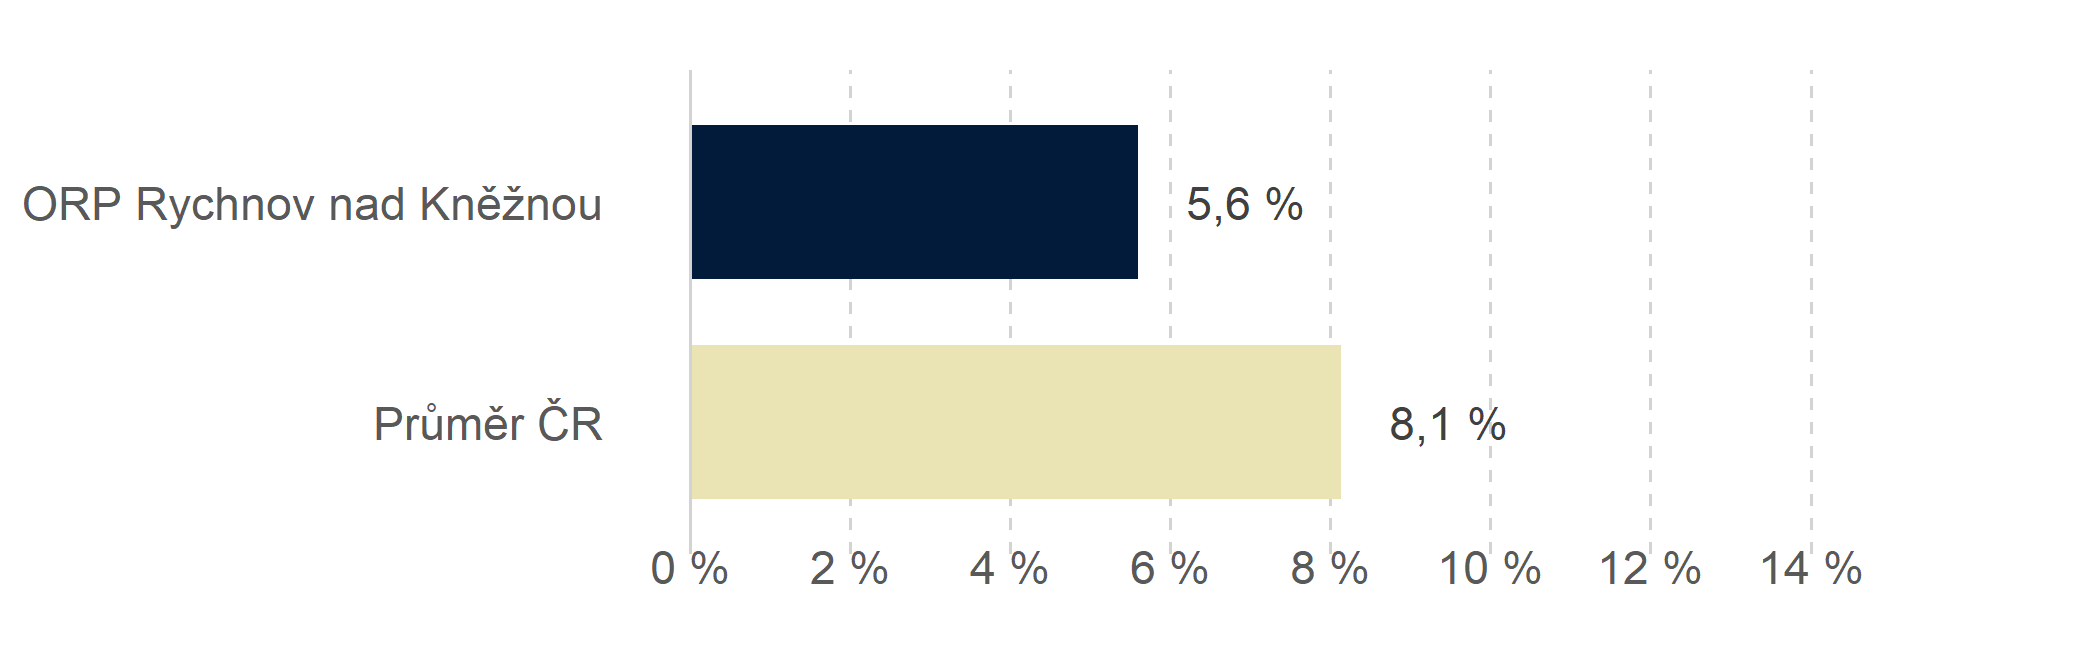 ORP Rychnov nad Kněžnou
5,6 %
Průměr ČR
8,1 %
0 % 2 % 4 % 6 % 8 % 10 % 12 % 14 %